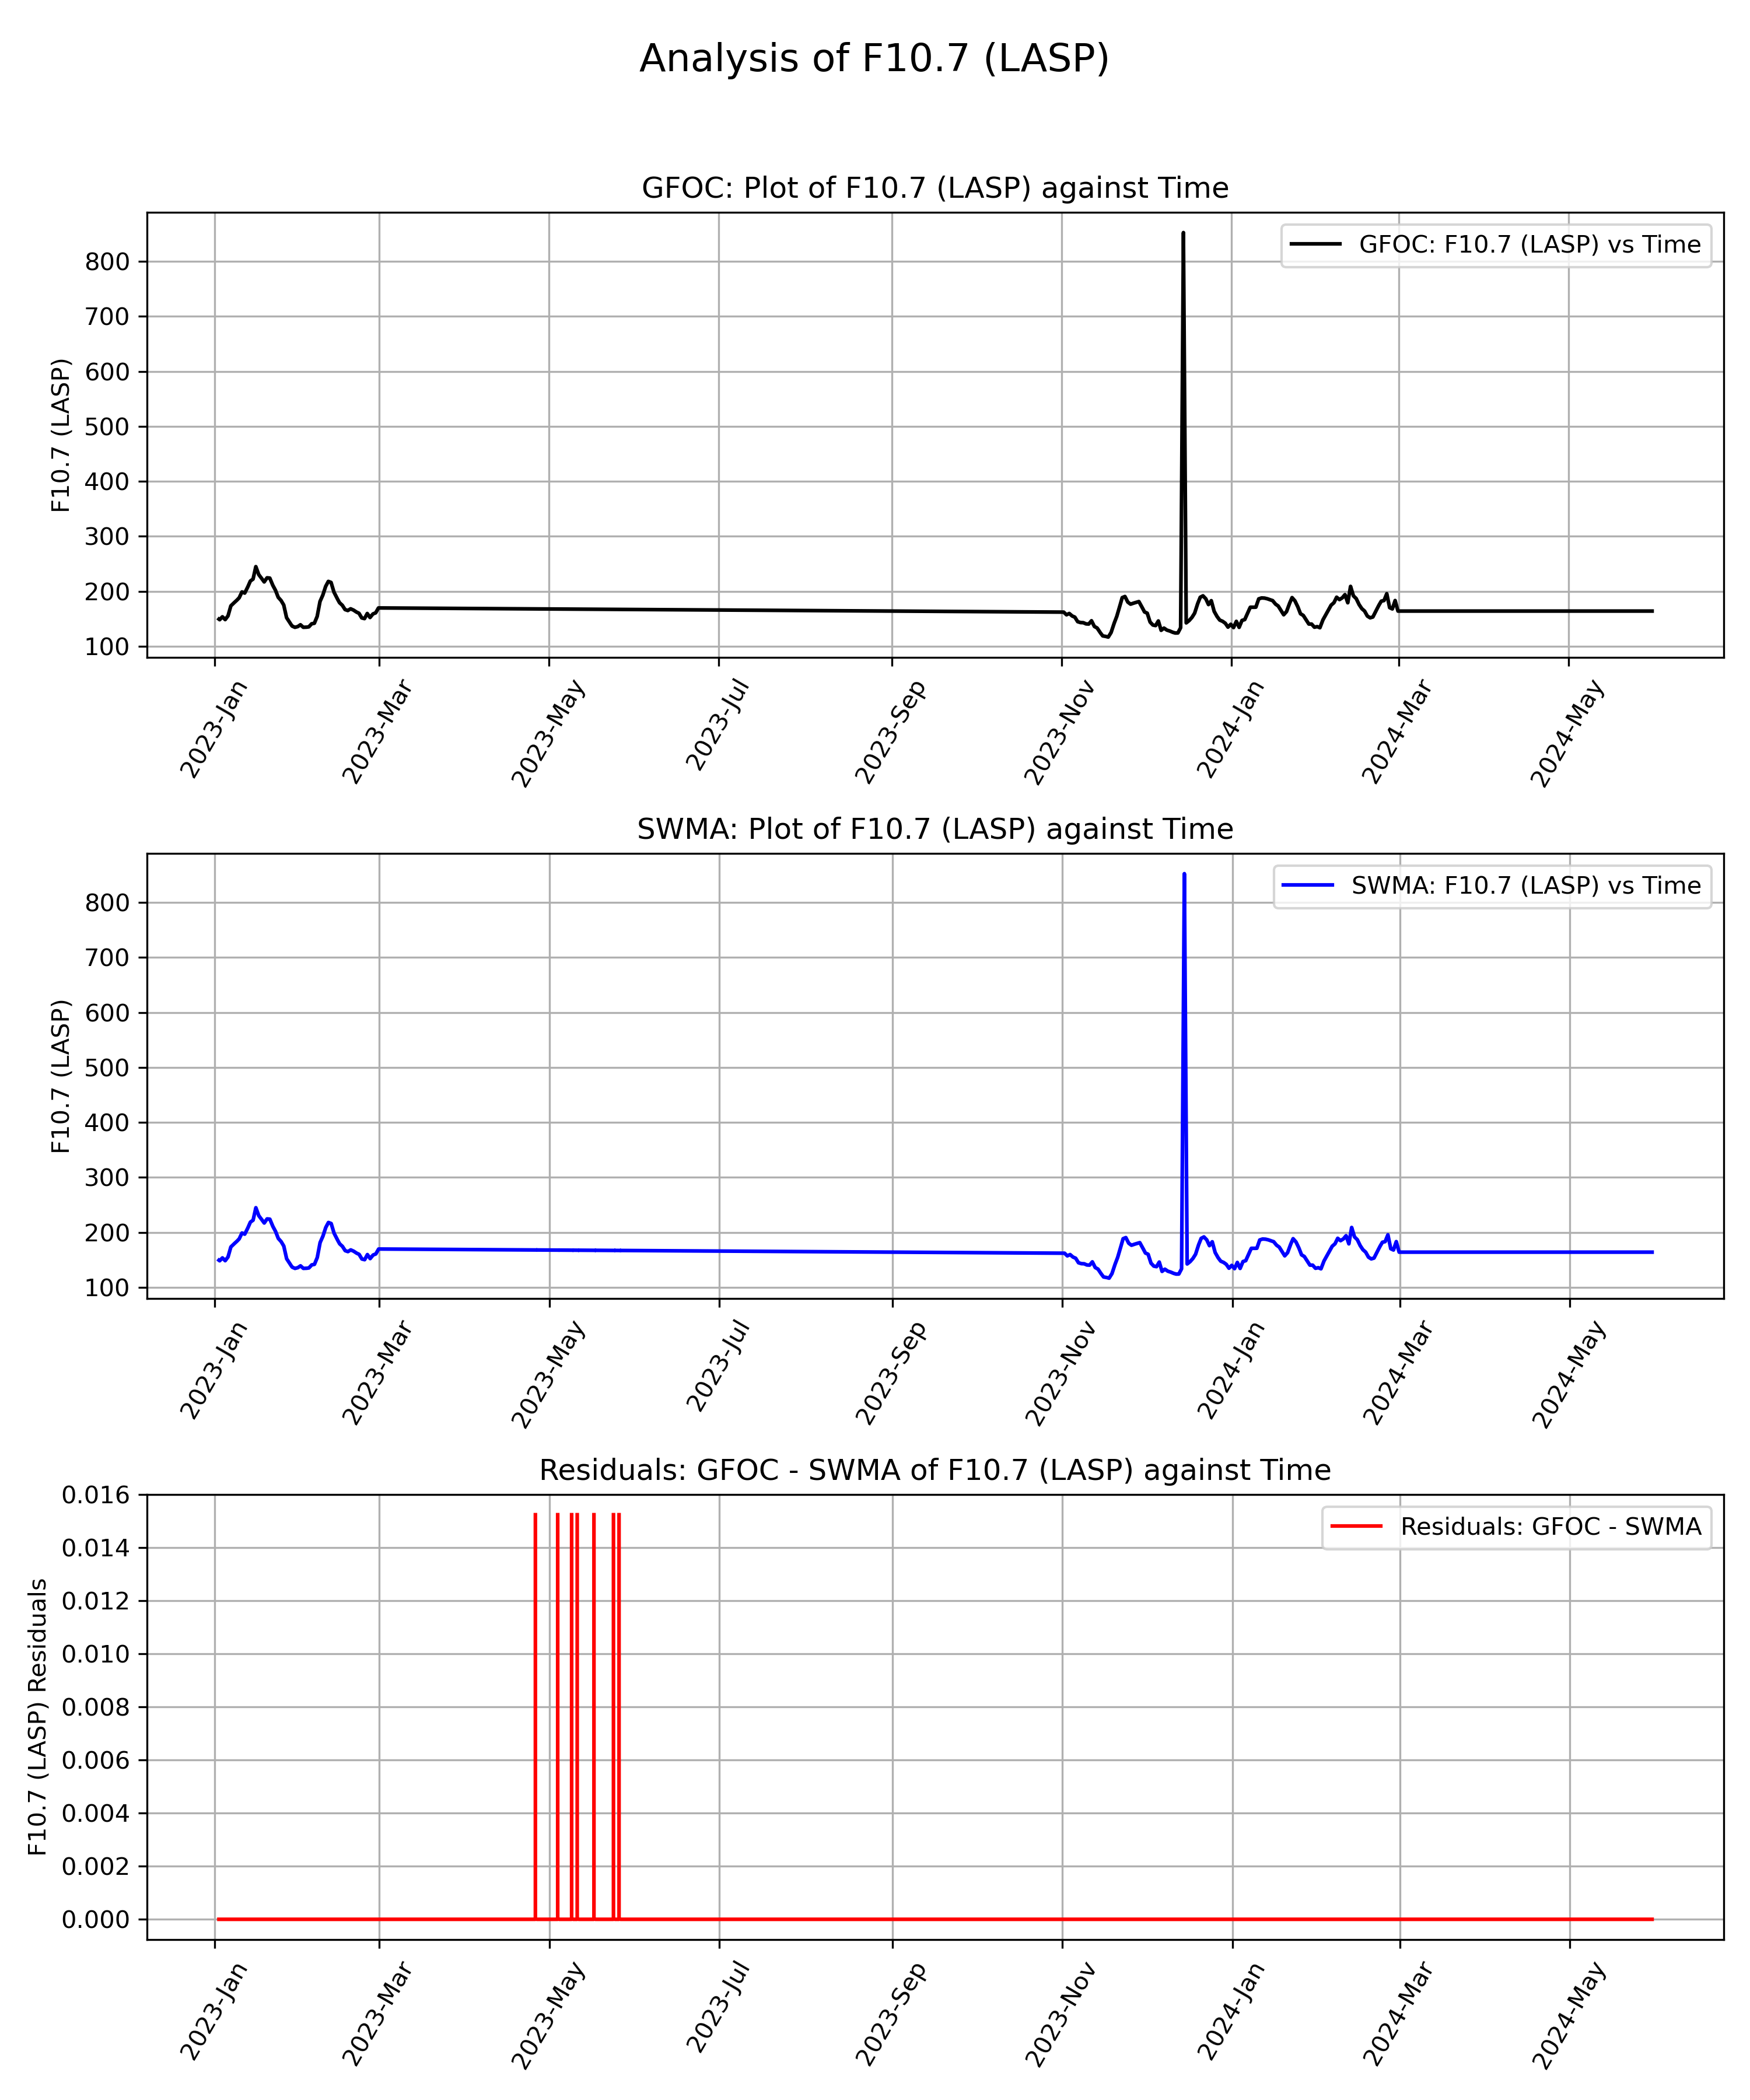 Analysis of F10.7 (LASP)
GFOC: Plot of F10.7 (LASP) against Time
GFOC: F10.7 (LASP) vs Time
F10.7 (LASP)
800
700
600
500
400
300
200
100
2023-Jan
2023-Mar
2023-May
2023-Jul
2023-Sep
2023-Nov
2024-Jan
2024-Mar
2024-May
SWMA: Plot of F10.7 (LASP) against Time
SWMA: F10.7 (LASP) vs Time
F10.7 (LASP)
800
700
600
500
400
300
200
100
2023-Jan
2023-Mar
2023-May
2023-Jul
2023-Sep
2023-Nov
2024-Jan
2024-Mar
2024-May
Residuals: GFOC - SWMA of F10.7 (LASP) against Time
Residuals: GFOC - SWMA
F10.7 (LASP) Residuals
0.016
0.014
0.012
0.010
0.008
0.006
0.004
0.002
0.000
2023-Jan
2023-Mar
2023-May
2023-Jul
2023-Sep
2023-Nov
2024-Jan
2024-Mar
2024-May